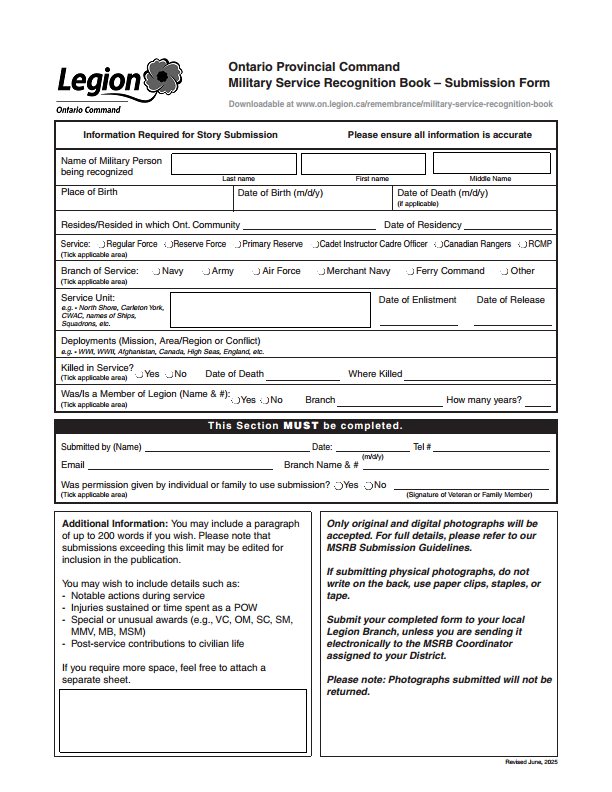 Legion
Ontario Command
Ontario Provincial Command
Military Service Recognition Book – Submission Form
Downloadable at www.on.legion.ca/remembrance/military-service-recognition-book
Information Required for Story Submission Please ensure all information is accurate
Name of Military Person
being recognized
Last name First name Middle Name
Place of Birth Date of Birth (m/d/y) Date of Death (m/d/y)
(if applicable)
Resides/Resided in which Ont. Community Date of Residency
Service: Regular Force Reserve Force Primary Reserve Cadet Instructor Cadre Officer Canadian Rangers RCMP
(Tick applicable area)
Branch of Service: Navy Army Air Force Merchant Navy Ferry Command Other
(Tick applicable area)
Service Unit: Date of Enlistment Date of Release
e.g. • North Shore, Carleton York,
CWAC, names of Ships,
Squadrons, etc.
Deployments (Mission, Area/Region or Conflict)
e.g. • WWI, WWII, Afghanistan, Canada, High Seas, England, etc.
Killed in Service? Yes No Date of Death Where Killed
(Tick applicable area)
Was/Is a Member of Legion (Name & #): Yes No Branch How many years?
(Tick applicable area)
This Section MUST be completed.
Submitted by (Name) Date: Tel #
(m/d/y)
Email Branch Name & #
Was permission given by individual or family to use submission? Yes No
(Tick applicable area) (Signature of Veteran or Family Member)
Additional Information: You may include a paragraph
of up to 200 words if you wish. Please note that
submissions exceeding this limit may be edited for
inclusion in the publication.
You may wish to include details such as:
- Notable actions during service
- Injuries sustained or time spent as a POW
- Special or unusual awards (e.g., VC, OM, SC, SM,
MMV, MB, MSM)
- Post-service contributions to civilian life
If you require more space, feel free to attach a
separate sheet.
Only original and digital photographs will be
accepted. For full details, please refer to our
MSRB Submission Guidelines.
If submitting physical photographs, do not
write on the back, use paper clips, staples, or
tape.
Submit your completed form to your local
Legion Branch, unless you are sending it
electronically to the MSRB Coordinator
assigned to your District.
Please note: Photographs submitted will not be
returned.
Revised June, 2025